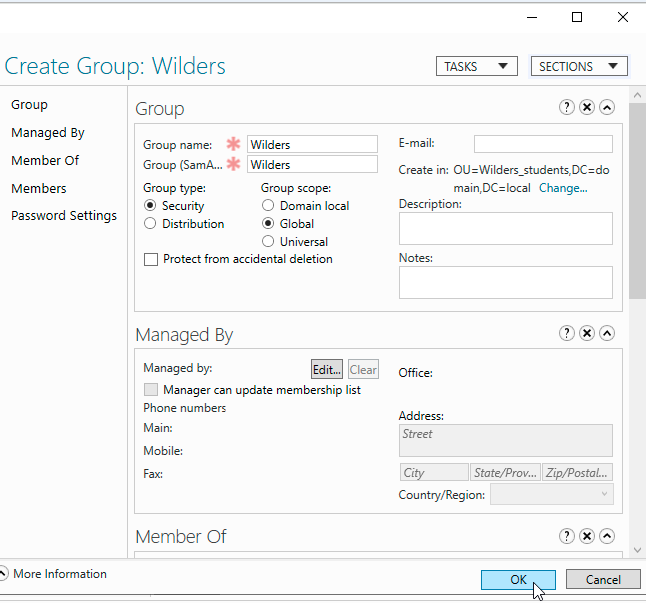 Create Group: Wilders
TASKS
SECTIONS
Group
Managed By
Member Of
Members
Password Settings
Group
Group name:
Wilders
Group (SamA...
Wilders
Group type:
Security
Distribution
Group scope:
Domain local
Global
Universal
Protect from accidental deletion
E-mail:
Create in: OU=Wilders_students,DC=do
main,DC=local Change...
Description:
Notes:
Managed By
Managed by:
Edit...
Clear
Manager can update membership list
Phone numbers
Main:
Mobile:
Fax:
Office:
Address:
Street
City
State/Prov...
Zip/Postal...
Country/Region:
Member Of
More Information
OK
Cancel